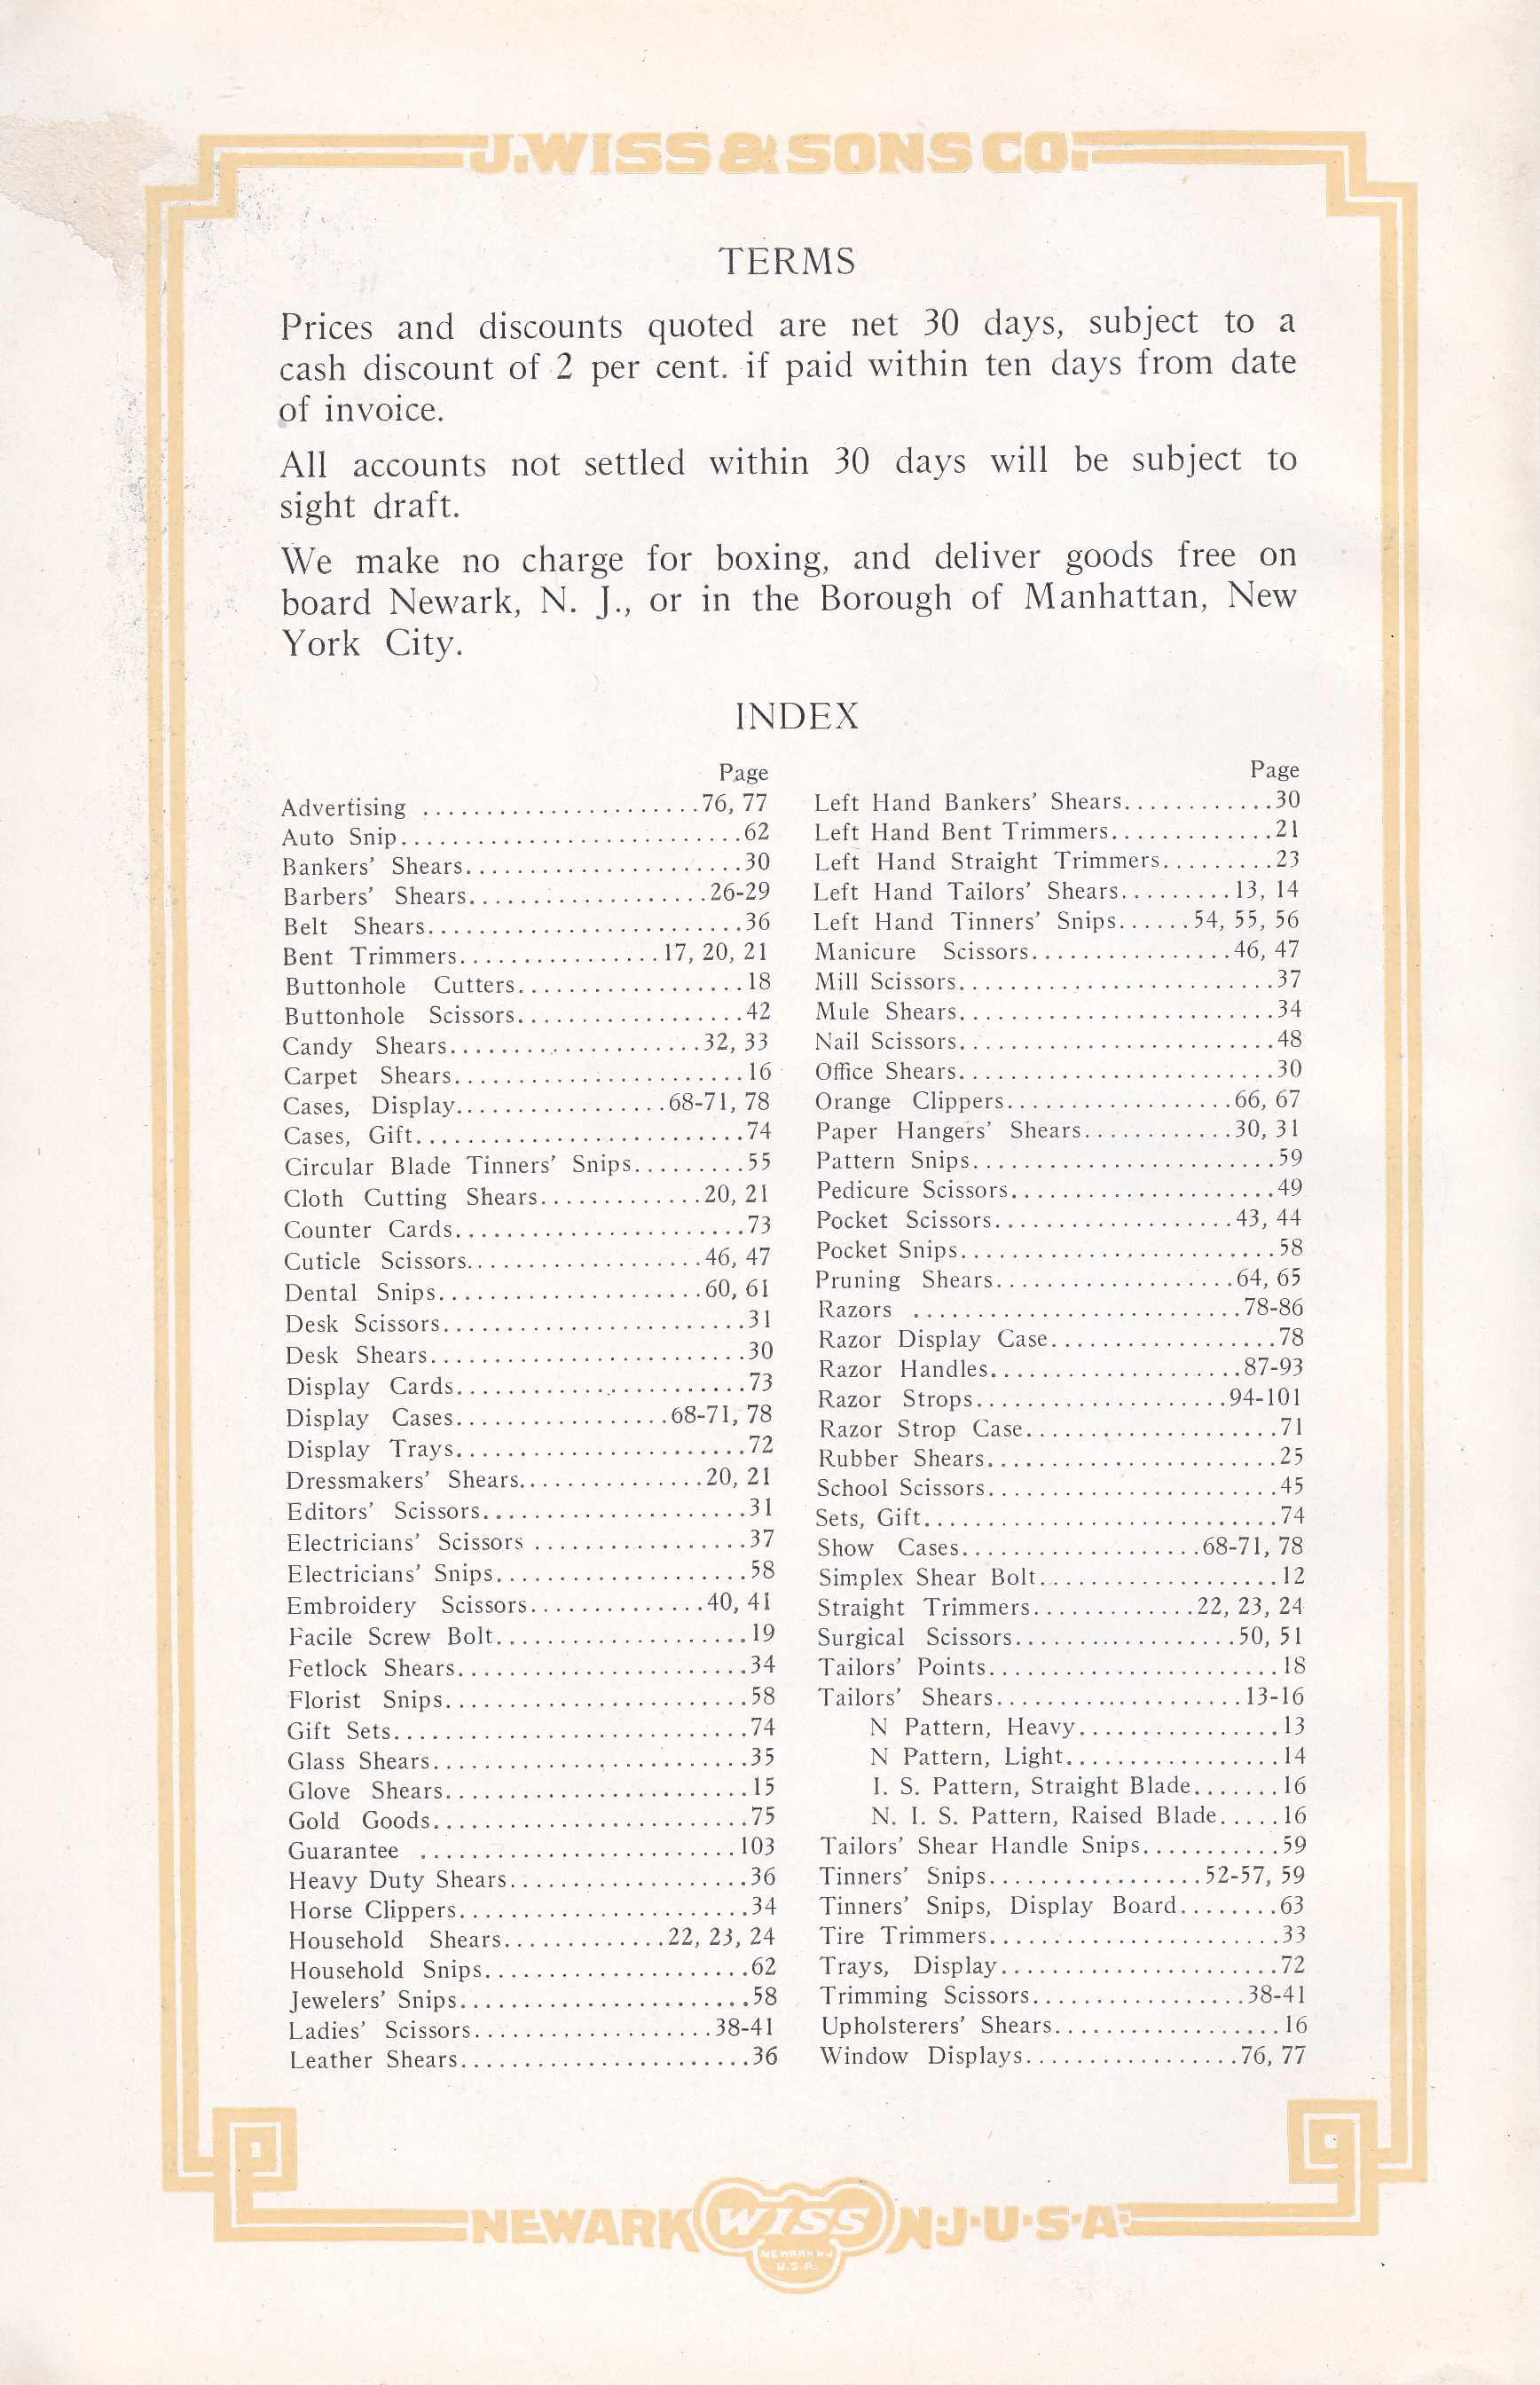 J. WISS & SONS CO.
TERMS
Prices and discounts quoted are net 30 days, subject to a
cash discount of 2 per cent. if paid within ten days from date
of invoice.
All accounts not settled within 30 days will be subject to
sight draft.
We make no charge for boxing, and deliver goods free on
board Newark, N. J., or in the Borough of Manhattan, New
York City.
INDEX
Page
Advertising ......................76, 77
Auto Snip...........................62
Bankers' Shears......................30
Barbers' Shears...................26-29
Belt Shears.........................36
Bent Trimmers................17, 20, 21
Buttonhole Cutters..................18
Buttonhole Scissors..................42
Candy Shears....................32, 33
Carpet Shears.......................16
Cases, Display.................68-71, 78
Cases, Gift..........................74
Circular Blade Tinners' Snips.........55
Cloth Cutting Shears.............20, 21
Counter Cards.......................73
Cuticle Scissors...................46, 47
Dental Snips.....................60, 61
Desk Scissors........................31
Desk Shears.........................30
Display Cards.......................73
Display Cases.................68-71, 78
Display Trays.......................72
Dressmakers' Shears...............20, 21
Editors' Scissors.....................31
Electricians' Scissors .................37
Electricians' Snips....................58
Embroidery Scissors..............40, 41
Facile Screw Bolt....................19
Fetlock Shears.......................34
Florist Snips........................58
Gift Sets............................74
Glass Shears.........................35
Glove Shears........................15
Gold Goods.........................75
Guarantee .........................103
Heavy Duty Shears...................36
Horse Clippers.......................34
Household Shears.............22, 23, 24
Household Snips.....................62
Jewelers' Snips.......................58
Ladies' Scissors...................38-41
Leather Shears.......................36
Page
Left Hand Bankers' Shears............30
Left Hand Bent Trimmers.............21
Left Hand Straight Trimmers.........23
Left Hand Tailors' Shears.........13, 14
Left Hand Tinners' Snips......54, 55, 56
Manicure Scissors................46, 47
Mill Scissors.........................37
Mule Shears.........................34
Nail Scissors.........................48
Office Shears.........................30
Orange Clippers..................66, 67
Paper Hangers' Shears............30, 31
Pattern Snips........................59
Pedicure Scissors.....................49
Pocket Scissors...................43, 44
Pocket Snips.........................58
Pruning Shears...................64, 65
Razors ..........................78-86
Razor Display Case..................78
Razor Handles....................87-93
Razor Strops....................94-101
Razor Strop Case....................71
Rubber Shears.......................25
School Scissors.......................45
Sets, Gift............................74
Show Cases...................68-71, 78
Simplex Shear Bolt...................12
Straight Trimmers.............22, 23, 24
Surgical Scissors..................50, 51
Tailors' Points.......................18
Tailors' Shears....................13-16
N Pattern, Heavy................13
N Pattern, Light.................14
I. S. Pattern, Straight Blade.......16
N. I. S. Pattern, Raised Blade.....16
Tailors' Shear Handle Snips...........59
Tinners' Snips.................52-57, 59
Tinners' Snips, Display Board........63
Tire Trimmers.......................33
Trays, Display......................72
Trimming Scissors.................38-41
Upholsterers' Shears..................16
Window Displays.................76, 77
NEWARK WISS N·J·U·S·A·
NEWARK NJ
U.S.A.